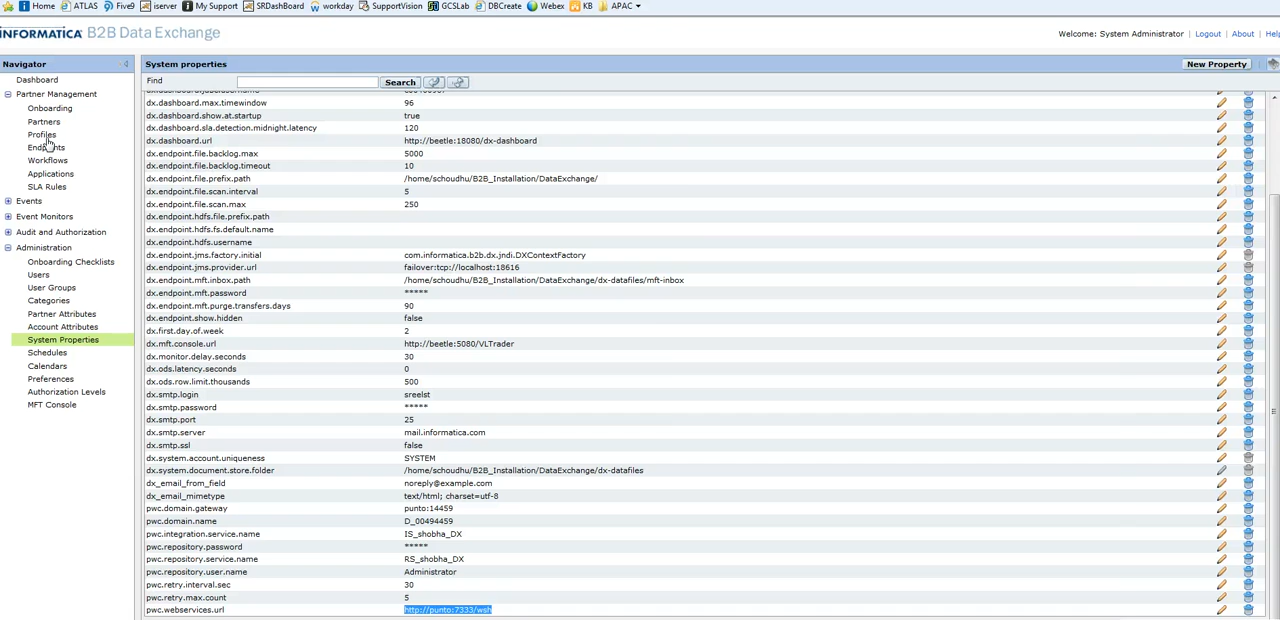 Home ATLAS Five9 iserver My Support SRDashBoard workday SupportVision GCSLab DBCreate Webex KB APAC
INFORMATICA B2B Data Exchange
Welcome: System Administrator | Logout | About | Help
Navigator
Dashboard
Partner Management
Onboarding
Partners
Profiles
Endpoints
Workflows
Applications
SLA Rules
Events
Event Monitors
Audit and Authorization
Administration
Onboarding Checklists
Users
User Groups
Categories
Partner Attributes
Account Attributes
System Properties
Schedules
Calendars
Preferences
Authorization Levels
MFT Console
System properties New Property
Find Search
dx.dashboard.max.timewindow 96
dx.dashboard.show.at.startup true
dx.dashboard.sla.detection.midnight.latency 120
dx.dashboard.url http://beetle:18080/dx-dashboard
dx.endpoint.file.backlog.max 5000
dx.endpoint.file.backlog.timeout 10
dx.endpoint.file.prefix.path /home/schoudhu/B2B_Installation/DataExchange/
dx.endpoint.file.scan.interval 5
dx.endpoint.file.scan.max 250
dx.endpoint.hdfs.file.prefix.path
dx.endpoint.hdfs.fs.default.name
dx.endpoint.hdfs.username
dx.endpoint.jms.factory.initial com.informatica.b2b.dx.jndi.DXContextFactory
dx.endpoint.jms.provider.url failover:tcp://localhost:18616
dx.endpoint.mft.inbox.path /home/schoudhu/B2B_Installation/DataExchange/dx-datafiles/mft-inbox
dx.endpoint.mft.password *****
dx.endpoint.mft.purge.transfers.days 90
dx.endpoint.show.hidden false
dx.first.day.of.week 2
dx.mft.console.url http://beetle:5080/VLTrader
dx.monitor.delay.seconds 30
dx.ods.latency.seconds 0
dx.ods.row.limit.thousands 500
dx.smtp.login sreelst
dx.smtp.password *****
dx.smtp.port 25
dx.smtp.server mail.informatica.com
dx.smtp.ssl false
dx.system.account.uniqueness SYSTEM
dx.system.document.store.folder /home/schoudhu/B2B_Installation/DataExchange/dx-datafiles
dx_email_from_field noreply@example.com
dx_email_mimetype text/html; charset=utf-8
pwc.domain.gateway punto:14459
pwc.domain.name D_00494459
pwc.integration.service.name IS_shobha_DX
pwc.repository.password *****
pwc.repository.service.name RS_shobha_DX
pwc.repository.user.name Administrator
pwc.retry.interval.sec 30
pwc.retry.max.count 5
pwc.webservices.url http://punto:7333/wsh